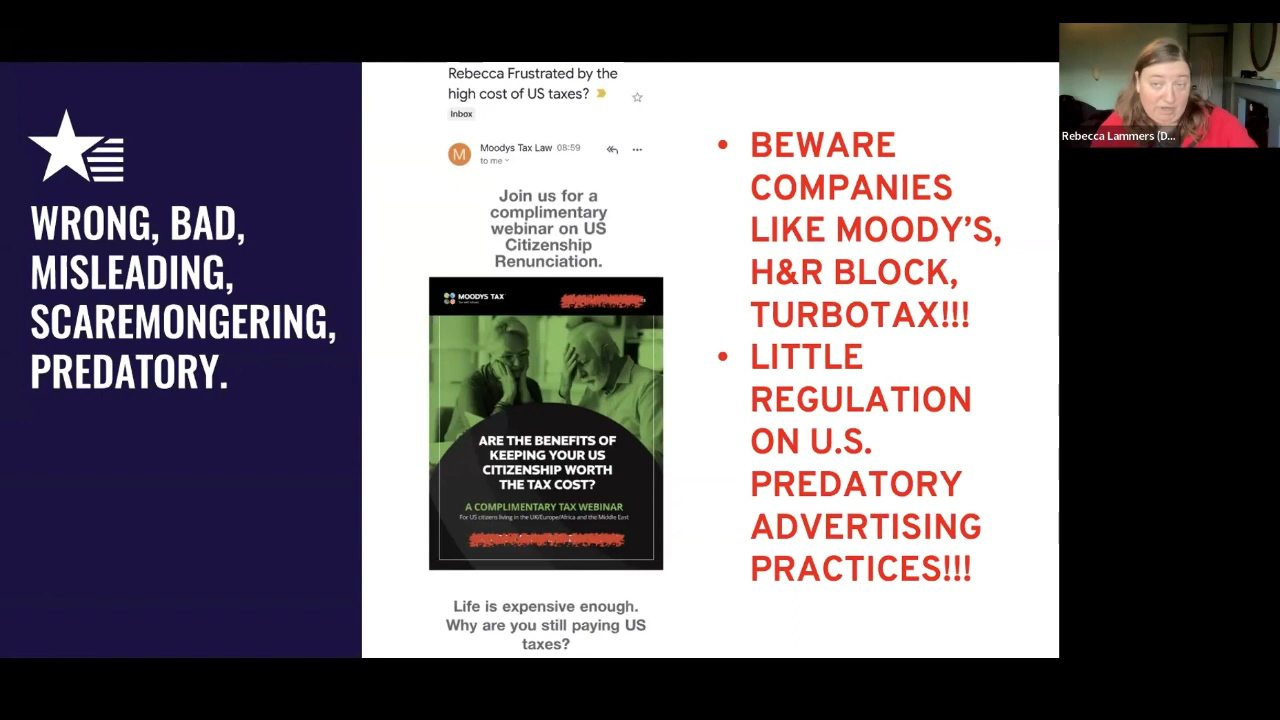 WRONG, BAD,
MISLEADING,
SCAREMONGERING,
PREDATORY.
Rebecca Frustrated by the
high cost of US taxes?
Inbox
M
Moodys Tax Law 08:59
to me
Join us for a
complimentary
webinar on US
Citizenship
Renunciation.
MOODYS TAX
ARE THE BENEFITS OF
KEEPING YOUR US
CITIZENSHIP WORTH
THE TAX COST?
A COMPLIMENTARY TAX WEBINAR
For US citizens living in the UK/Europe/Africa and the Middle East
Life is expensive enough.
Why are you still paying US
taxes?
• BEWARE
COMPANIES
LIKE MOODY'S,
H&R BLOCK,
TURBOTAX!!!
• LITTLE
REGULATION
ON U.S.
PREDATORY
ADVERTISING
PRACTICES!!!
Rebecca Lammers (D...